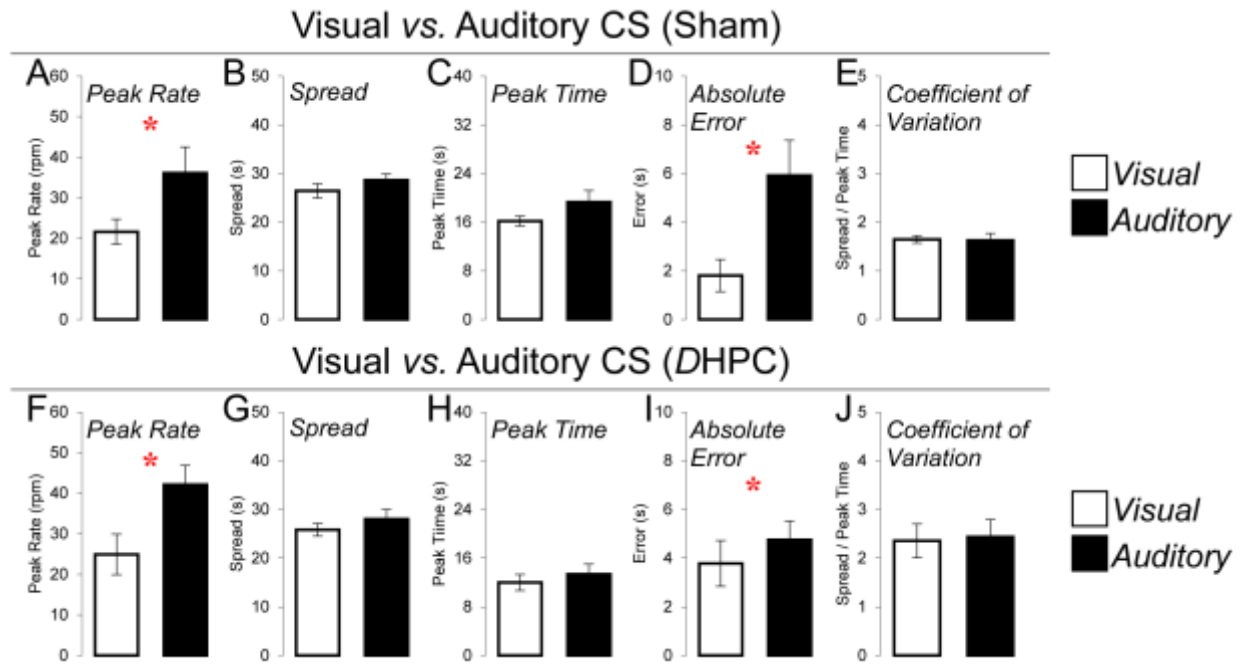 Visual vs. Auditory CS (Sham)
A
Peak Rate
*
Peak Rate (rpm)
60
50
40
30
20
10
0
B
Spread
Spread (s)
50
40
30
20
10
0
C
Peak Time
Peak Tiime (s)
40
32
24
16
8
0
D
Absolute
Error
*
Error (s)
10
8
6
4
2
0
E
Coefficient of
Variation
Spread / Peak Time
5
4
3
2
1
0
Visual
Auditory
Visual vs. Auditory CS (DHPC)
F
Peak Rate
*
Peak Rate (rpm)
60
50
40
30
20
10
0
G
Spread
Spread (s)
50
40
30
20
10
0
H
Peak Time
Peak Tiime (s)
40
32
24
16
8
0
I
Absolute
Error
*
Error (s)
10
8
6
4
2
0
J
Coefficient of
Variation
Spread / Peak Time
5
4
3
2
1
0
Visual
Auditory